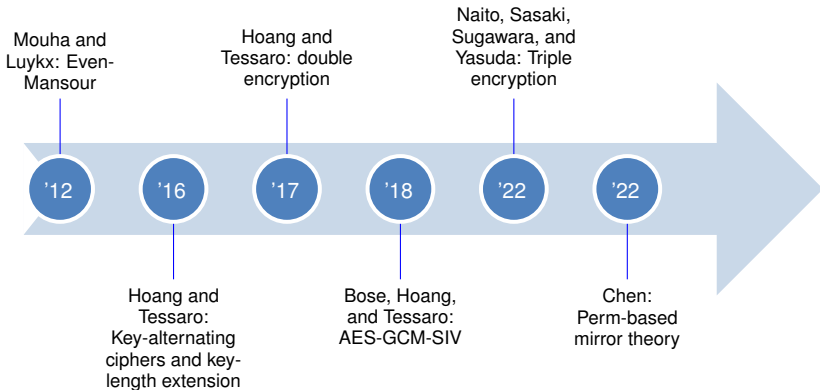 Mouha and
Luykx: Even-
Mansour
Hoang and
Tessaro: double
encryption
Naito, Sasaki,
Sugawara, and
Yasuda: Triple
encryption
'12
'16
'17
'18
'22
'22
Hoang and
Tessaro:
Key-alternating
ciphers and key-
length extension
Bose, Hoang,
and Tessaro:
AES-GCM-SIV
Chen:
Perm-based
mirror theory